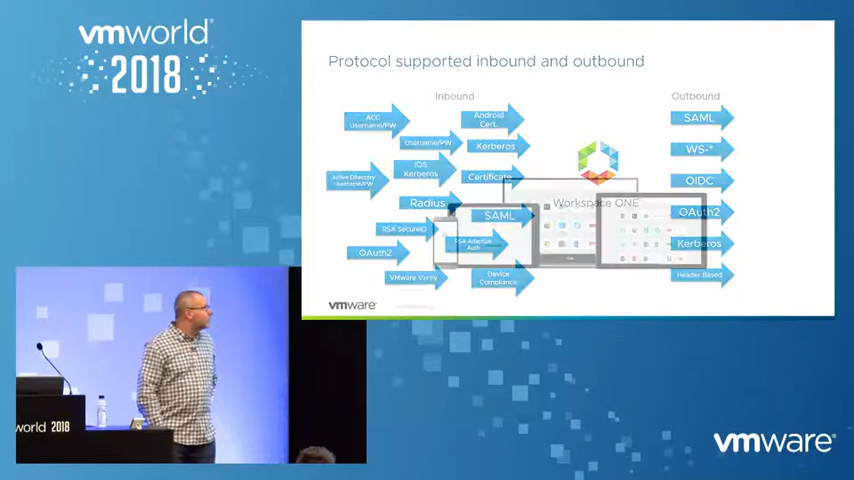 vmworld
2018
Protocol supported inbound and outbound
Inbound
Outbound
ACC
Username/PW
Android
Cert.
SAML
Username/PW
Kerberos
WS-*
IOS
Kerberos
Active Directory
Username/PW
Certificate
OIDC
Radius
Workspace ONE
SAML
OAuth2
RSA SecureID
RSA Adaptive
Auth
Kerberos
OAuth2
VMware Verify
Device
Compliance
Header Based
vmware
world 2018
vmware